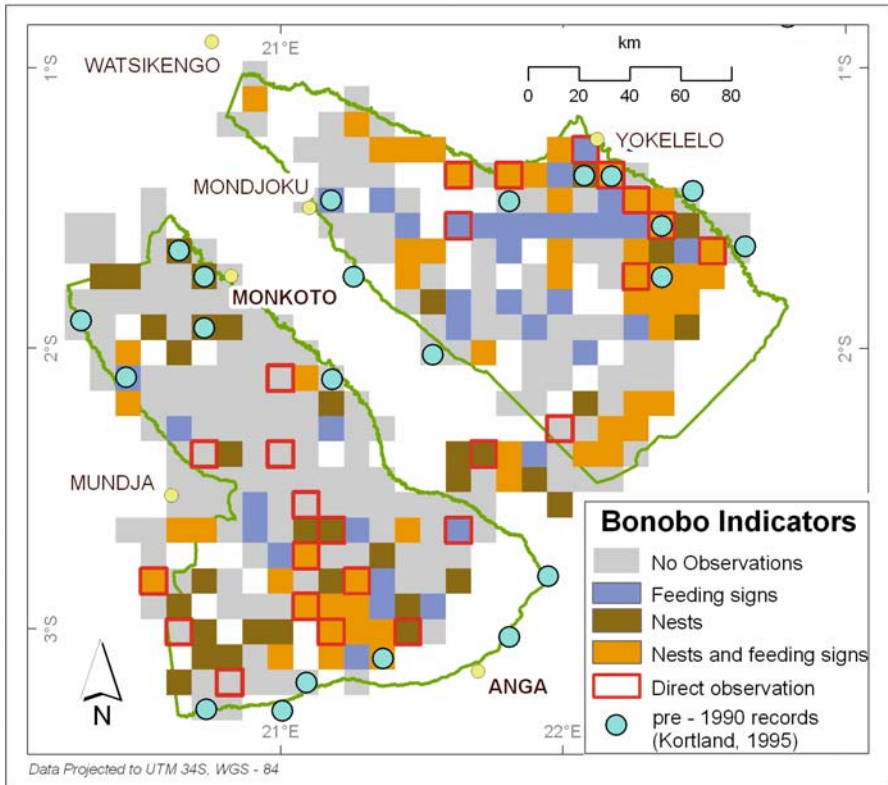 21°E
km
0 20 40 60 80
WATSIKENGO
1°S
1°S
YOKELELO
MONDJOKU
MONKOTO
2°S
2°S
MUNDJA
3°S
ANGA
N
21°E
22°E
Bonobo Indicators
No Observations
Feeding signs
Nests
Nests and feeding signs
Direct observation
pre - 1990 records
(Kortland, 1995)
Data Projected to UTM 34S, WGS - 84